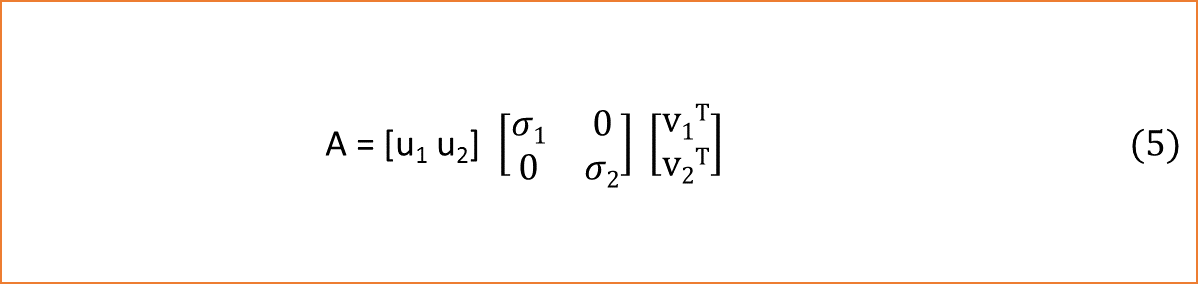 A = [u₁ u₂] [σ₁ 0 0 σ₂] [v₁ᵀ v₂ᵀ] (5)